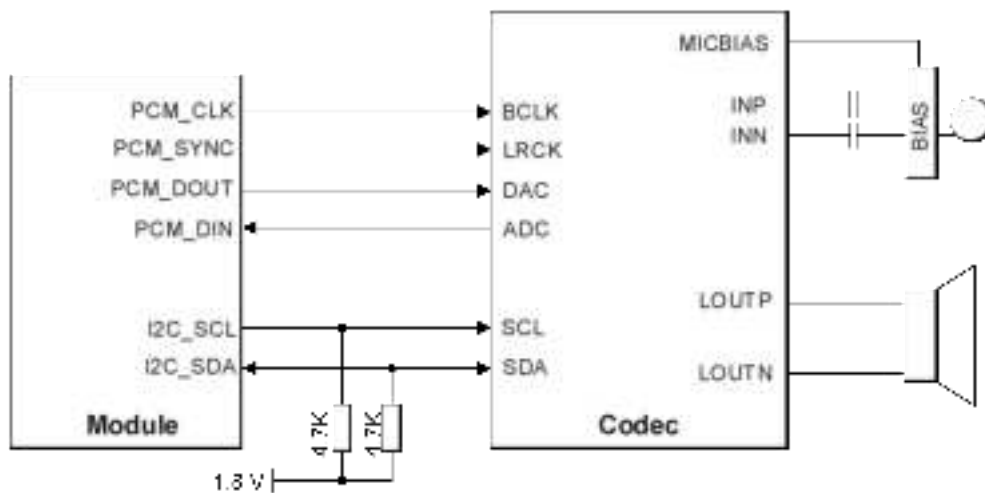 MICBIAS
PCM_CLK BCLK INP
PCM_SYNC LRCK INN BIAS
PCM_DOUT DAC
PCM_DIN ADC
LOUTP
I2C_SCL SCL
I2C_SDA SDA LOUTN
Module 4.7K 4.7K Codec
1.8 V